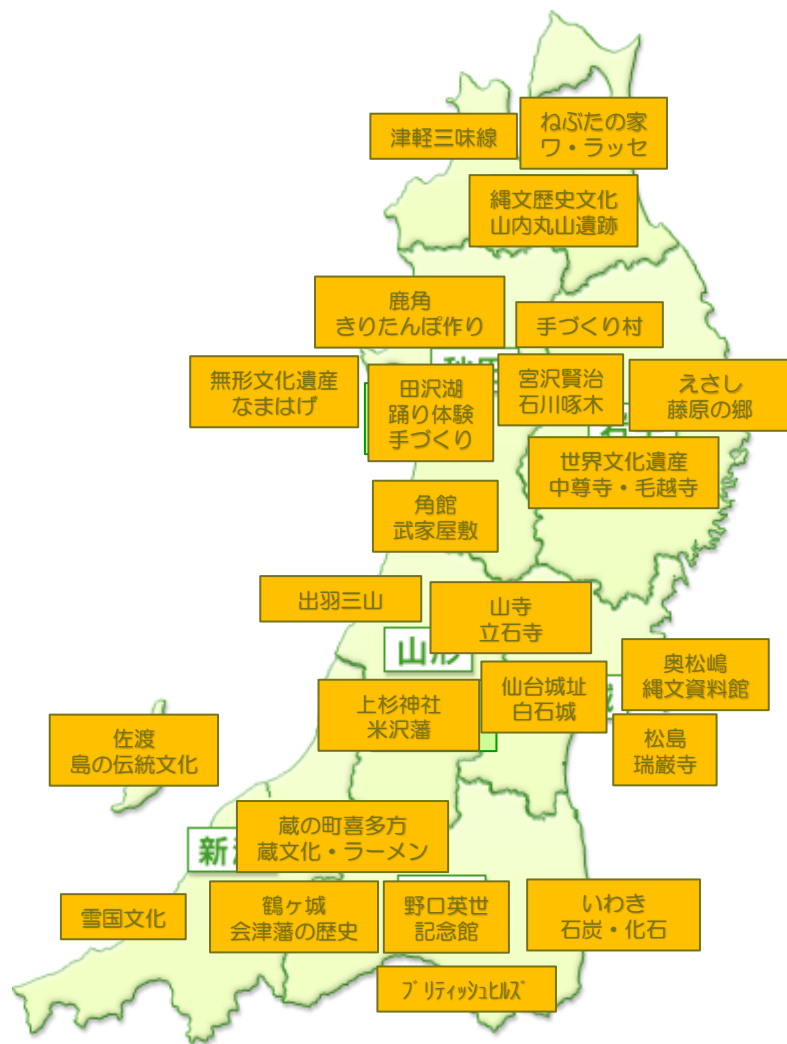 津軽三味線
ねぶたの家
ワ・ラッセ
縄文歴史文化
山内丸山遺跡
鹿角
きりたんぽ作り
手づくり村
無形文化遺産
なまはげ
田沢湖
踊り体験
手づくり
宮沢賢治
石川啄木
えさし
藤原の郷
世界文化遺産
中尊寺・毛越寺
角館
武家屋敷
出羽三山
山寺
立石寺
山形
奥松嶋
縄文資料館
仙台城址
白石城
上杉神社
米沢藩
松島
瑞巌寺
佐渡
島の伝統文化
蔵の町喜多方
蔵文化・ラーメン
新
雪国文化
鶴ヶ城
会津藩の歴史
野口英世
記念館
いわき
石炭・化石
ブリティッシュヒルズ